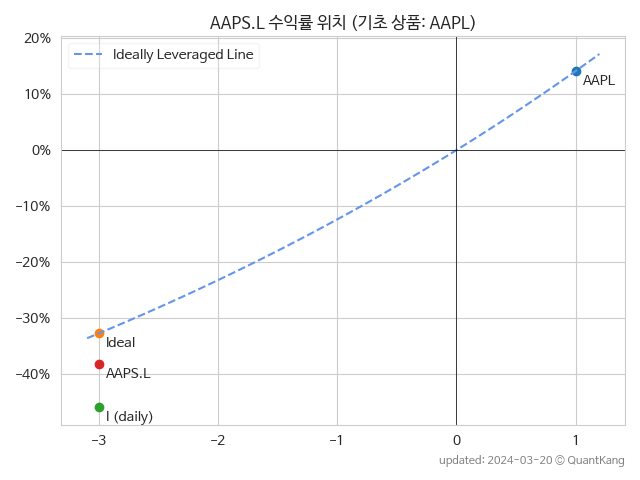 AAPS.L 수익률 위치 (기초 상품: AAPL)
20%
Ideally Leveraged Line
10%
AAPL
0%
−10%
−20%
−30%
Ideal
−40%
AAPS.L
I (daily)
−3 −2 −1 0 1
updated: 2024-03-20 © QuantKang